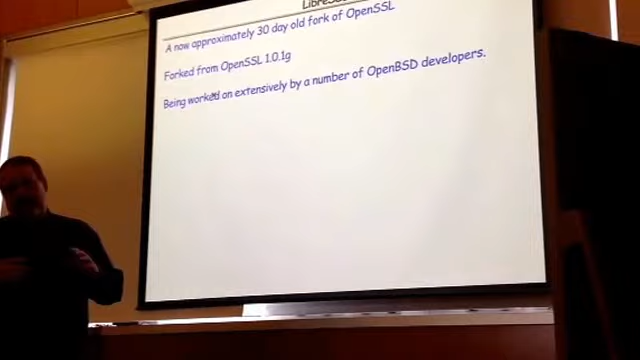 A now approximately 30 day old fork of OpenSSL
Forked from OpenSSL 1.0.1g
Being worked on extensively by a number of OpenBSD developers.